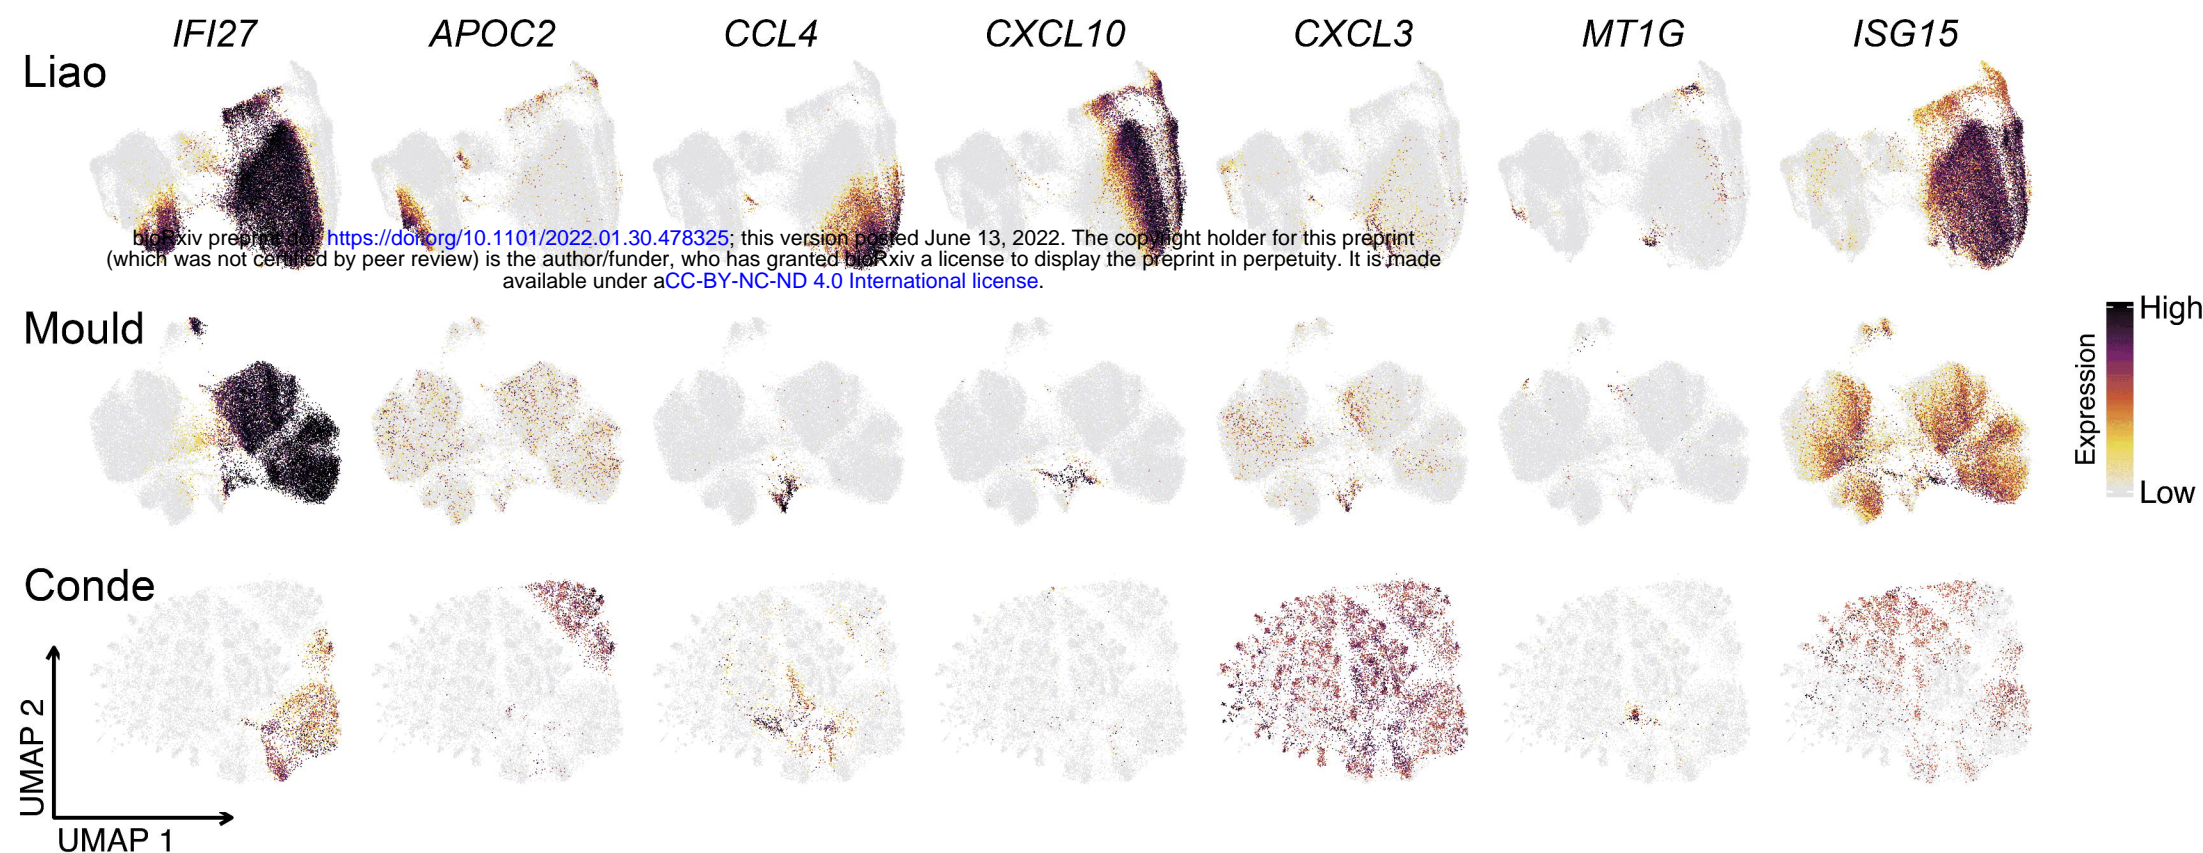 IFI27 APOC2 CCL4 CXCL10 CXCL3 MT1G ISG15
Liao
bioRxiv preprint doi: https://doi.org/10.1101/2022.01.30.478325; this version posted June 13, 2022. The copyright holder for this preprint
(which was not certified by peer review) is the author/funder, who has granted bioRxiv a license to display the preprint in perpetuity. It is made
available under aCC-BY-NC-ND 4.0 International license.
Mould
High
Expression
Low
Conde
UMAP 2
UMAP 1